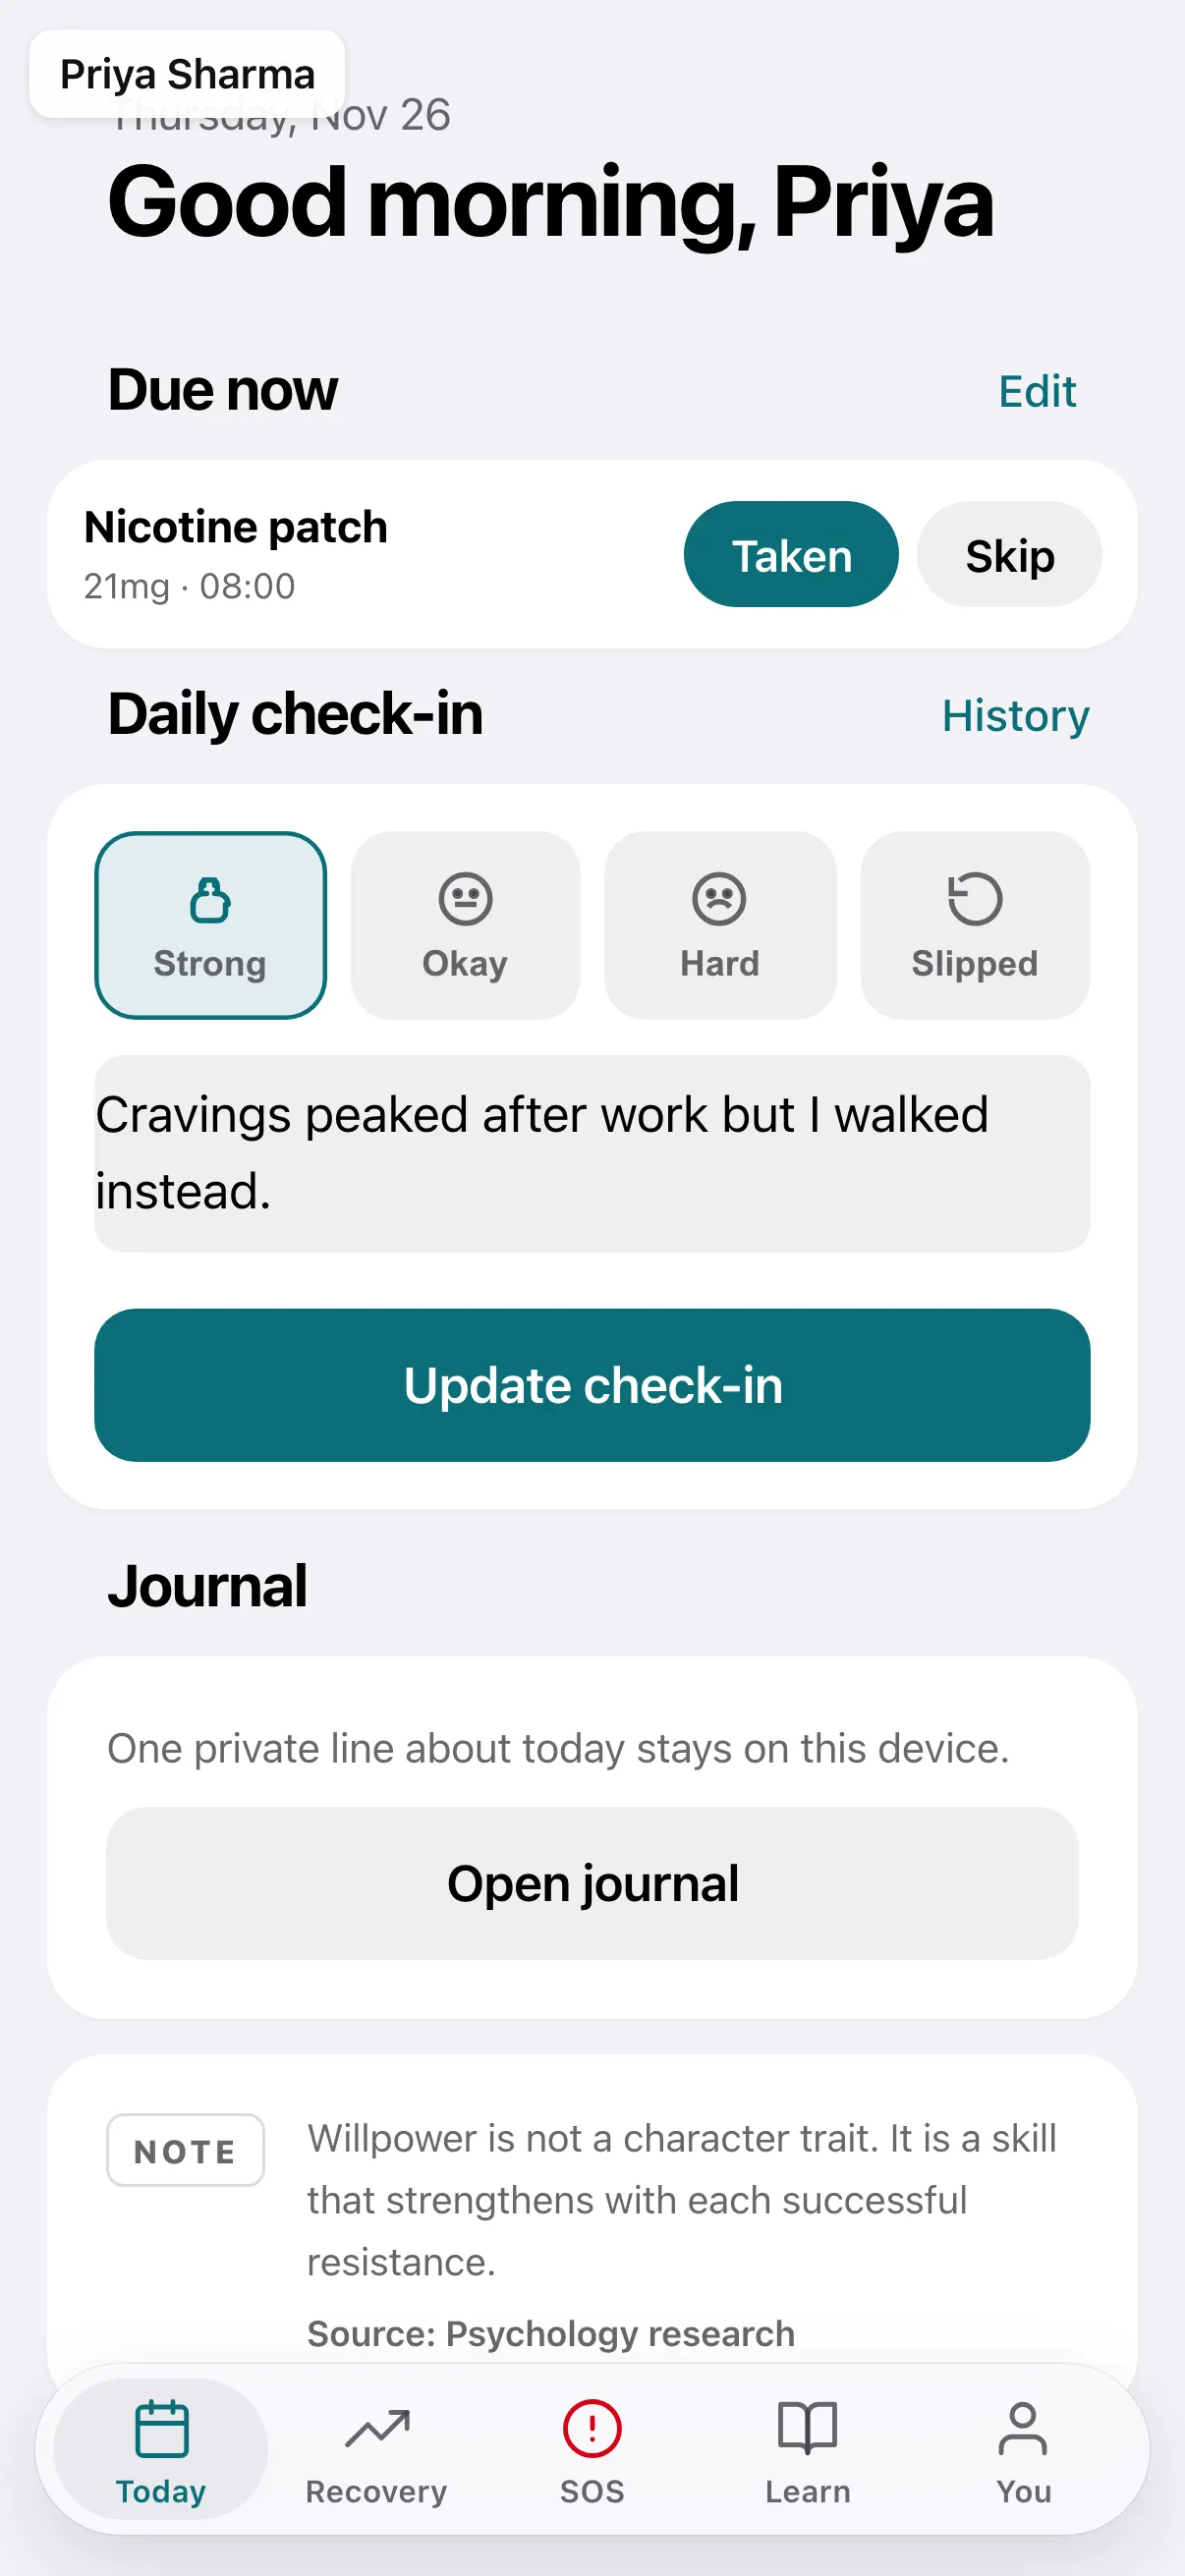 Priya Sharma
Thursday, Nov 26
Good morning, Priya
Due now
Edit
Nicotine patch
21mg · 08:00
Taken
Skip
Daily check-in
History
Strong
Okay
Hard
Slipped
Cravings peaked after work but I walked
instead.
Update check-in
Journal
One private line about today stays on this device.
Open journal
NOTE
Willpower is not a character trait. It is a skill
that strengthens with each successful
resistance.
Source: Psychology research
Today
Recovery
SOS
Learn
You